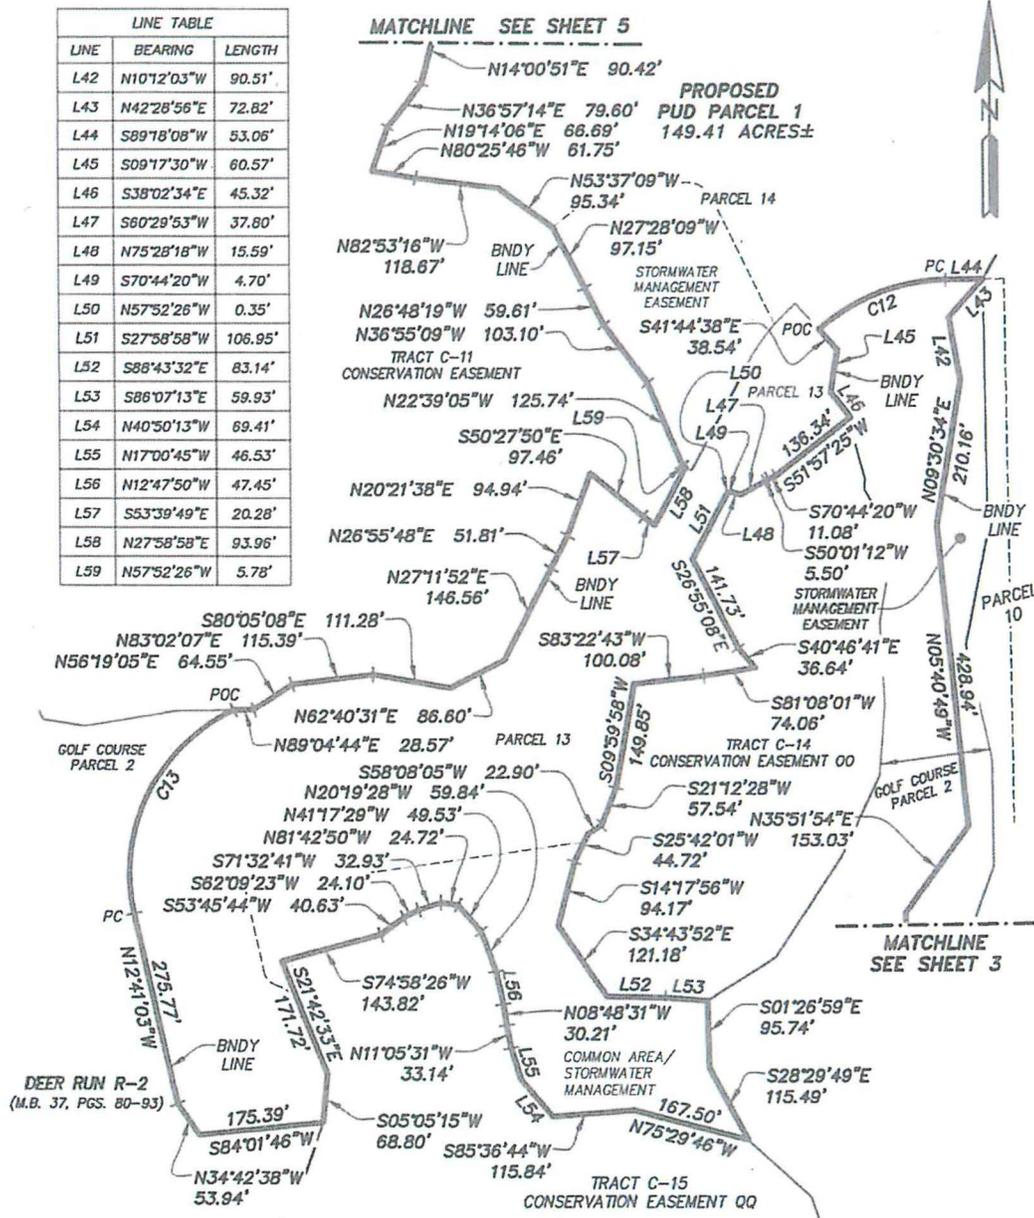 LINE TABLE
LINE BEARING LENGTH
L42 N10°12'03"W 90.51'
L43 N42°28'56"E 72.82'
L44 S89°18'08"W 53.06'
L45 S09°17'30"W 60.57'
L46 S38°02'34"E 45.32'
L47 S60°29'53"W 37.80'
L48 N75°28'18"W 15.59'
L49 S70°44'20"W 4.70'
L50 N57°52'26"W 0.35'
L51 S27°58'58"W 106.95'
L52 S88°43'32"E 83.14'
L53 S86°07'13"E 59.93'
L54 N40°50'13"W 69.41'
L55 N17°00'45"W 46.53'
L56 N12°47'50"W 47.45'
L57 S53°39'49"E 20.28'
L58 N27°58'58"E 93.96'
L59 N57°52'26"W 5.78'
MATCHLINE SEE SHEET 5
N14°00'51"E 90.42'
PROPOSED
PUD PARCEL 1
149.41 ACRES±
N36°57'14"E 79.60'
N19°14'06"E 66.69'
N80°25'46"W 61.75'
N53°37'09"W
95.34'
PARCEL 14
N
N82°53'16"W
118.67'
BNDY
LINE
N27°28'09"W
97.15'
STORMWATER
MANAGEMENT
EASEMENT
PC L44
C12
L43
N26°48'19"W 59.61'
N36°55'09"W 103.10'
S41°44'38"E
38.54'
POC
L45
L42
TRACT C-11
CONSERVATION EASEMENT
L50
PARCEL 13
L46
BNDY
LINE
N22°39'05"W 125.74'
L59
L47
L49
136.34'
S51°57'25"W
N09°30'34"E
210.16'
S50°27'50"E
97.46'
L58
L51
L48
S70°44'20"W
11.08'
BNDY
LINE
N20°21'38"E 94.94'
S50°01'12"W
5.50'
N26°55'48"E 51.81'
L57
141.73'
S26°55'08"E
STORMWATER
MANAGEMENT
EASEMENT
PARCEL
10
N27°11'52"E
146.56'
BNDY
LINE
S80°05'08"E 111.28'
N83°02'07"E 115.39'
N56°19'05"E 64.55'
S83°22'43"W
100.08'
S40°46'41"E
36.64'
N05°40'49"W
428.94'
POC
N62°40'31"E 86.60'
S81°08'01"W
74.06'
N89°04'44"E 28.57'
PARCEL 13
S09°59'58"W
149.85'
GOLF COURSE
PARCEL 2
TRACT C-14
CONSERVATION EASEMENT OO
C13
S58°08'05"W 22.90'
N20°19'28"W 59.84'
N41°17'29"W 49.53'
N81°42'50"W 24.72'
S71°32'41"W 32.93'
S62°09'23"W 24.10'
S53°45'44"W 40.63'
S21°12'28"W
57.54'
GOLF COURSE
PARCEL 2
N35°51'54"E
153.03'
S25°42'01"W
44.72'
S14°17'56"W
94.17'
PC
S34°43'52"E
121.18'
MATCHLINE
SEE SHEET 3
N12°41'03"W
275.77'
S21°42'33"E
171.72'
S74°58'26"W
143.82'
L56
L52 L53
N08°48'31"W
30.21'
S01°26'59"E
95.74'
BNDY
LINE
N11°05'31"W
33.14'
L55
COMMON AREA/
STORMWATER
MANAGEMENT
DEER RUN R-2
(M.B. 37, PGS. 80-93)
S28°29'49"E
115.49'
175.39'
S84°01'46"W
S05°05'15"W
68.80'
L54
167.50'
N75°29'46"W
N34°42'38"W
53.94'
S85°36'44"W
115.84'
TRACT C-15
CONSERVATION EASEMENT QQ